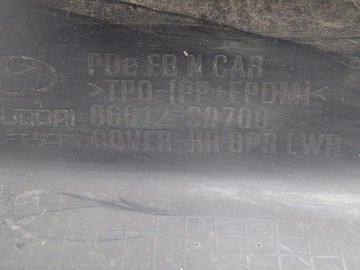 PDe FB N CAR
>TPO-(PP+EPDM)<
86612-S0700
COVER-RR BPR LWR